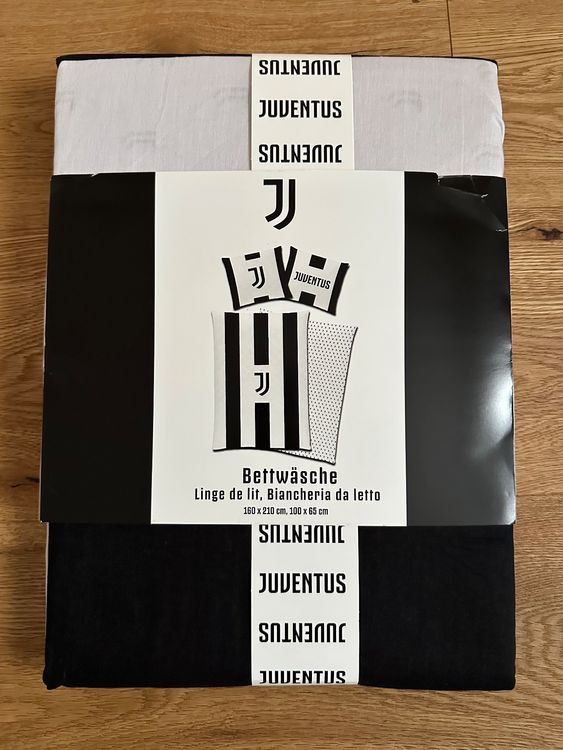 JUVENTUS
JUVENTUS
JUVENTUS
J
J
JUVENTUS
J
Bettwäsche
Linge de lit, Biancheria da letto
160 x 210 cm, 100 x 65 cm
JUVENTUS
JUVENTUS
JUVENTUS
JUVENTUS